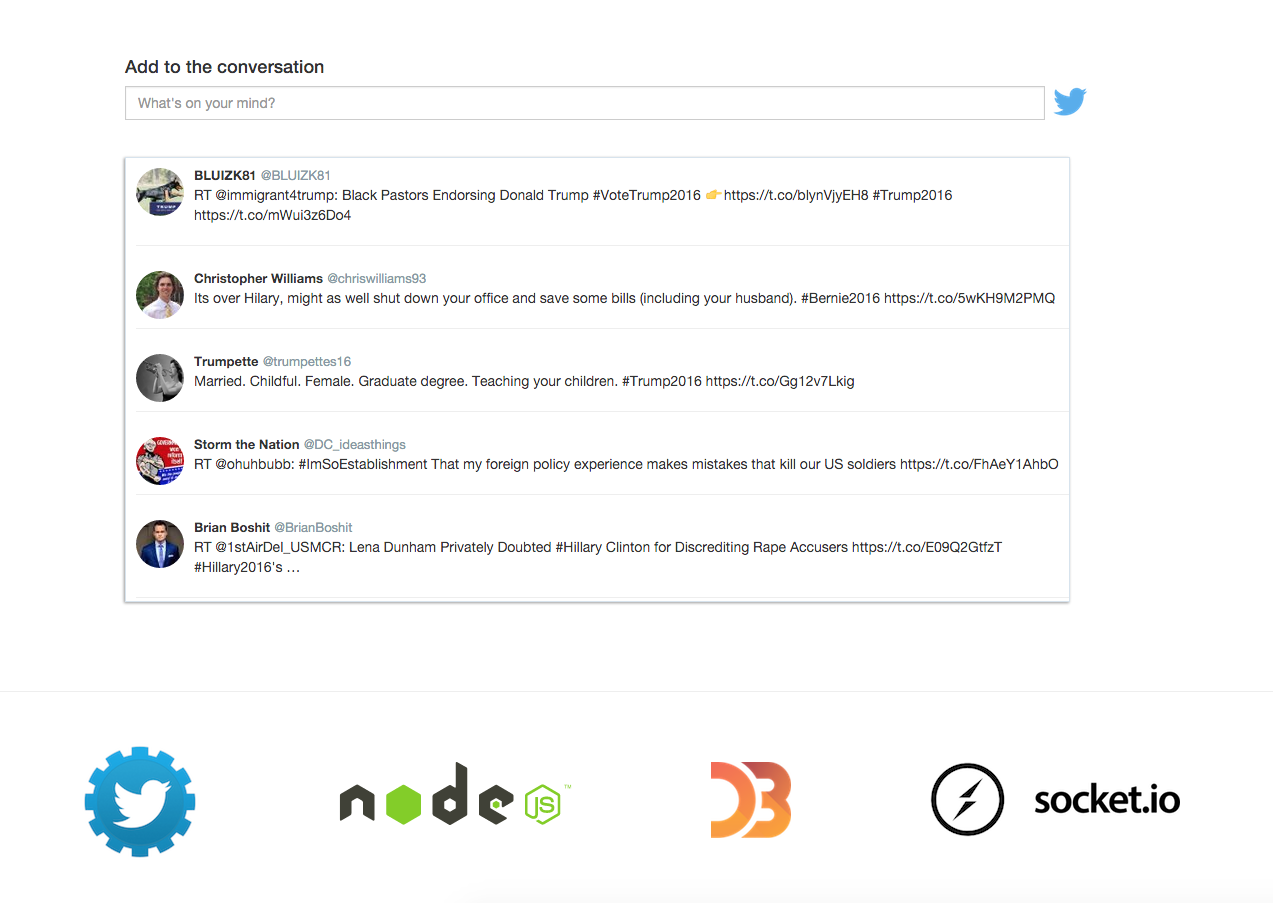 Add to the conversation
What's on your mind?
BLUIZK81 @BLUIZK81
RT @immigrant4trump: Black Pastors Endorsing Donald Trump #VoteTrump2016 👉https://t.co/blynVjyEH8 #Trump2016
https://t.co/mWui3z6Do4
TRUMP
Christopher Williams @chriswilliams93
Its over Hilary, might as well shut down your office and save some bills (including your husband). #Bernie2016 https://t.co/5wKH9M2PMQ
Trumpette @trumpettes16
Married. Childful. Female. Graduate degree. Teaching your children. #Trump2016 https://t.co/Gg12v7Lkig
Storm the Nation @DC_ideasthings
RT @ohuhbubb: #ImSoEstablishment That my foreign policy experience makes mistakes that kill our US soldiers https://t.co/FhAeY1AhbO
Brian Boshit @BrianBoshit
RT @1stAirDel_USMCR: Lena Dunham Privately Doubted #Hillary Clinton for Discrediting Rape Accusers https://t.co/E09Q2GtfzT
#Hillary2016's …
node JS ™
D3
socket.io